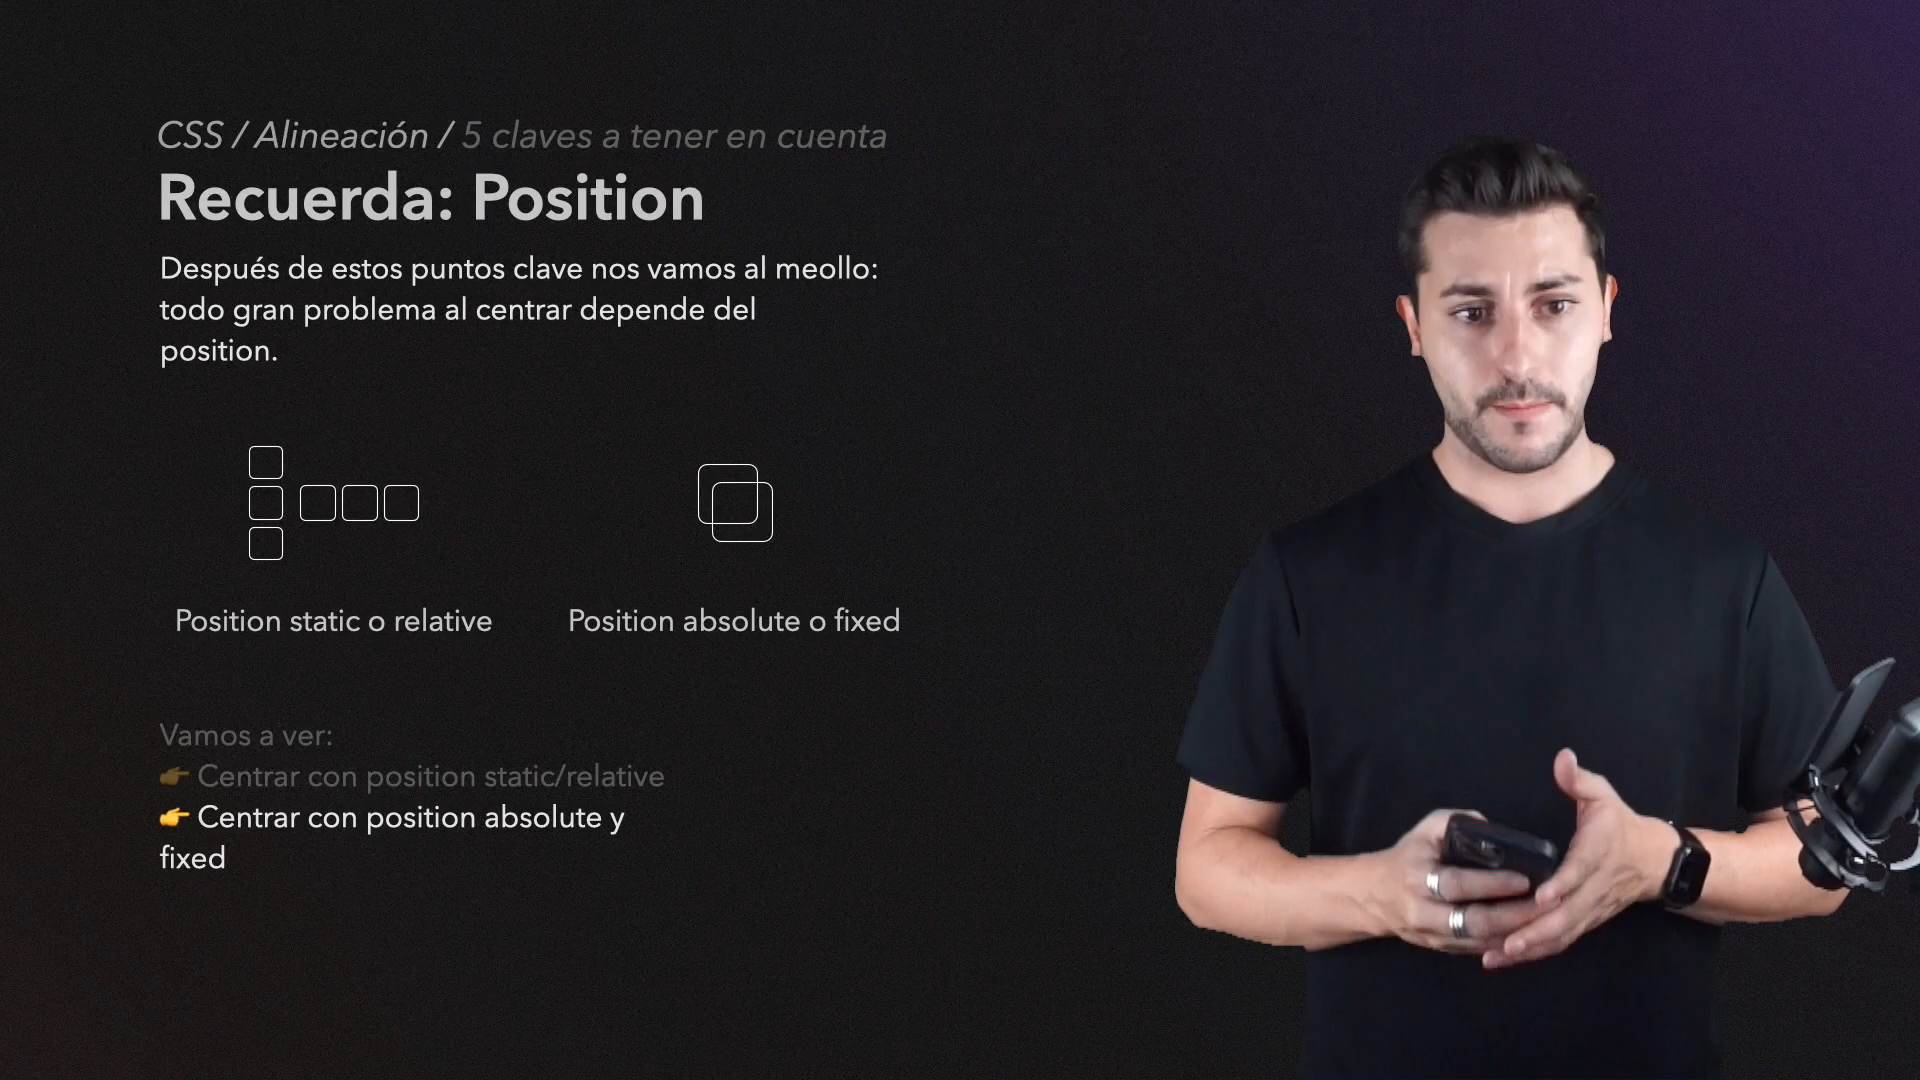 CSS / Alineación / 5 claves a tener en cuenta
Recuerda: Position
Después de estos puntos clave nos vamos al meollo:
todo gran problema al centrar depende del
position.
Position static o relative
Position absolute o fixed
Vamos a ver:
👉 Centrar con position static/relative
👉 Centrar con position absolute y
fixed